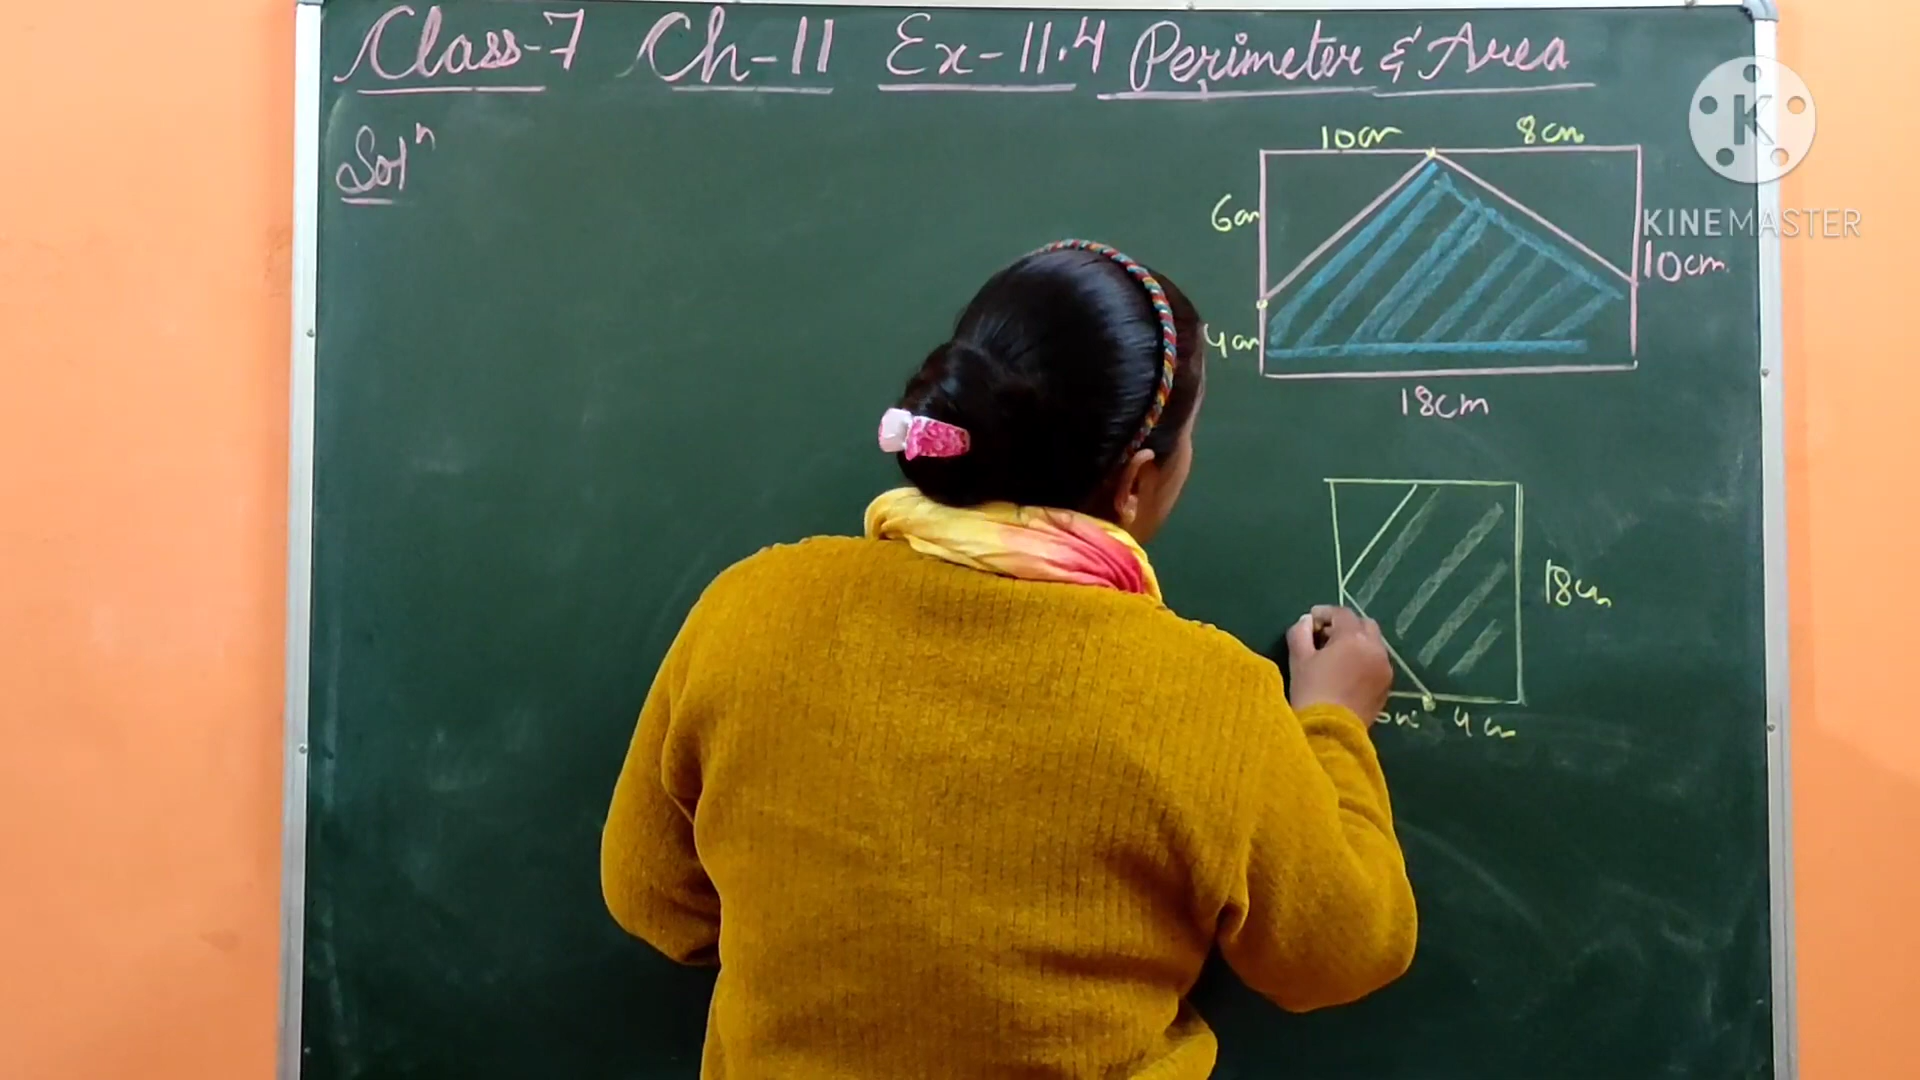 Class-7 Ch-11 Ex-11.4 Perimeter & Area
Solⁿ
10cm 8cm
6cm
KINEMASTER
10cm
4cm
18cm
18cm
4cm